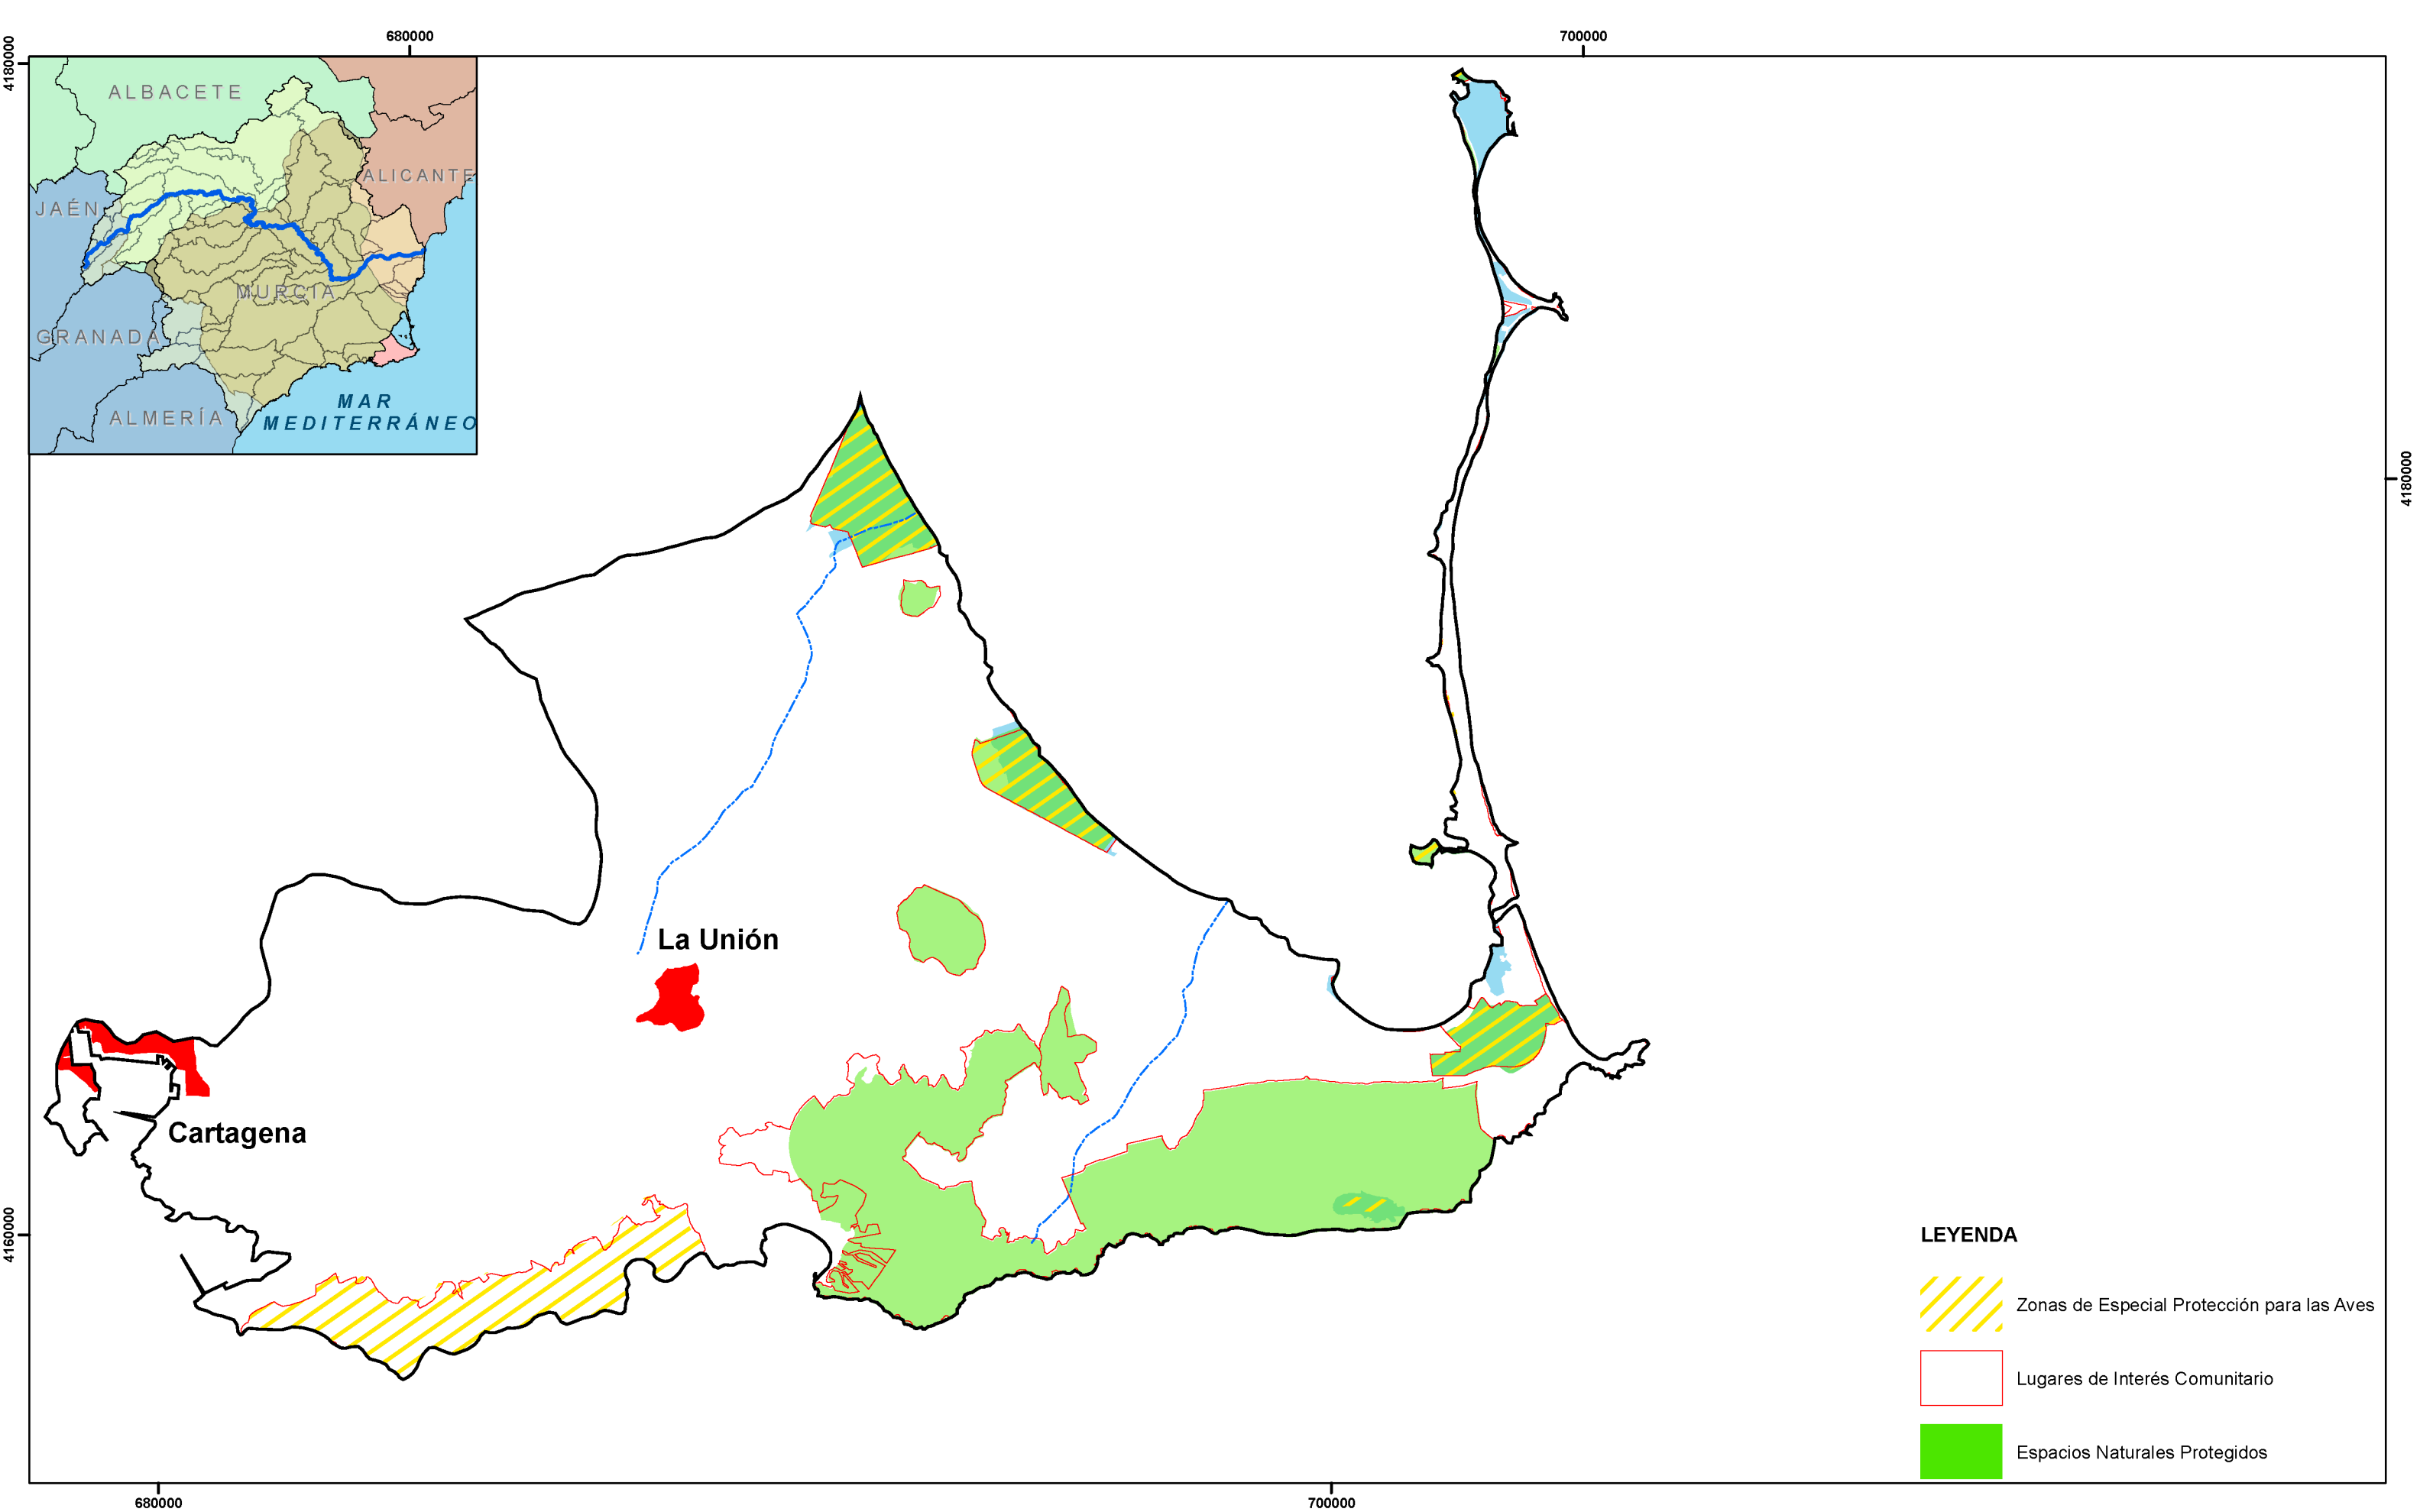 680000
700000
4180000
ALBACETE
ALICANTE
JAÉN
MURCIA
GRANADA
ALMERÍA
MAR
MEDITERRÁNEO
4180000
La Unión
Cartagena
4160000
LEYENDA
Zonas de Especial Protección para las Aves
Lugares de Interés Comunitario
Espacios Naturales Protegidos
680000
700000